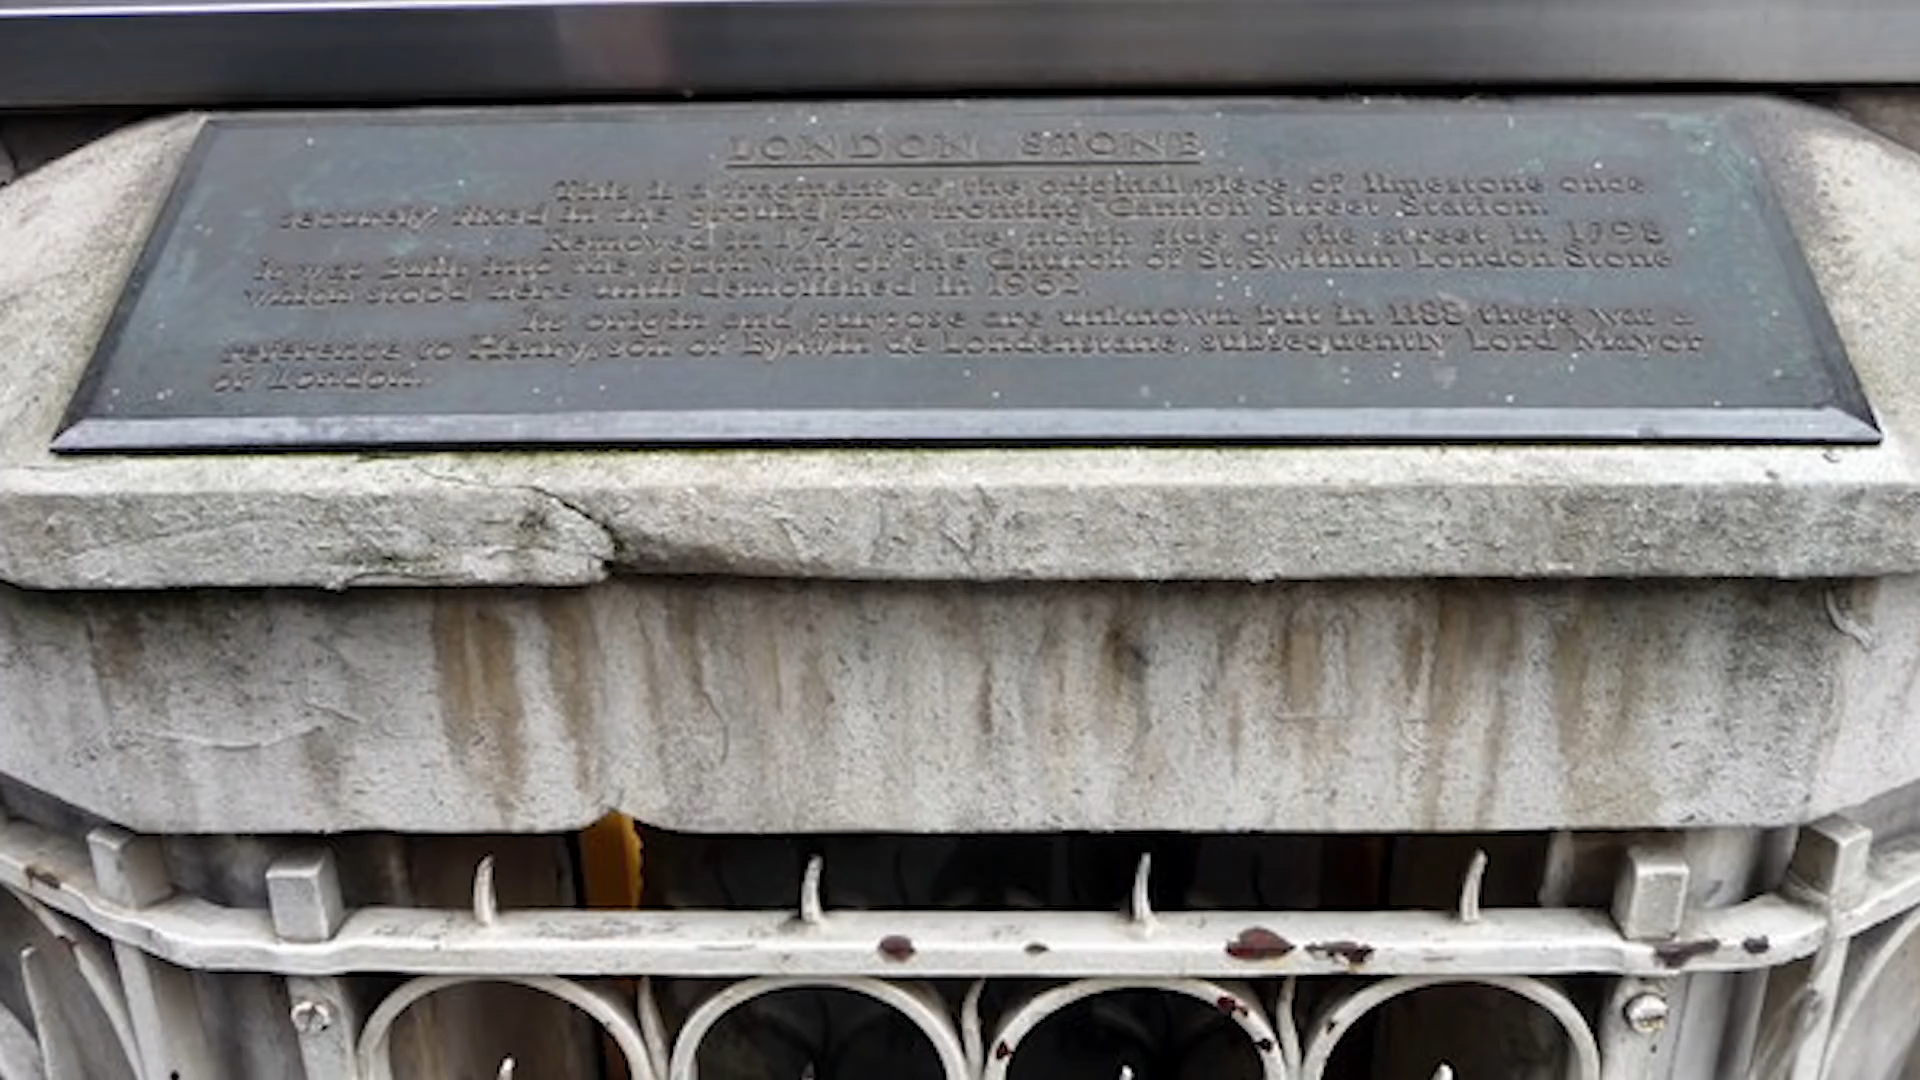 LONDON STONE
This is a fragment of the original piece of limestone once
securely fixed in the ground now fronting Cannon Street Station.
Removed in 1742 to the north side of the street, in 1798
it was built into the south wall of the Church of St. Swithun London Stone
which stood here until demolished in 1962.
Its origin and purpose are unknown but in 1188 there was a
reference to Henry, son of Eylwin de Londenstane, subsequently Lord Mayor
of London.